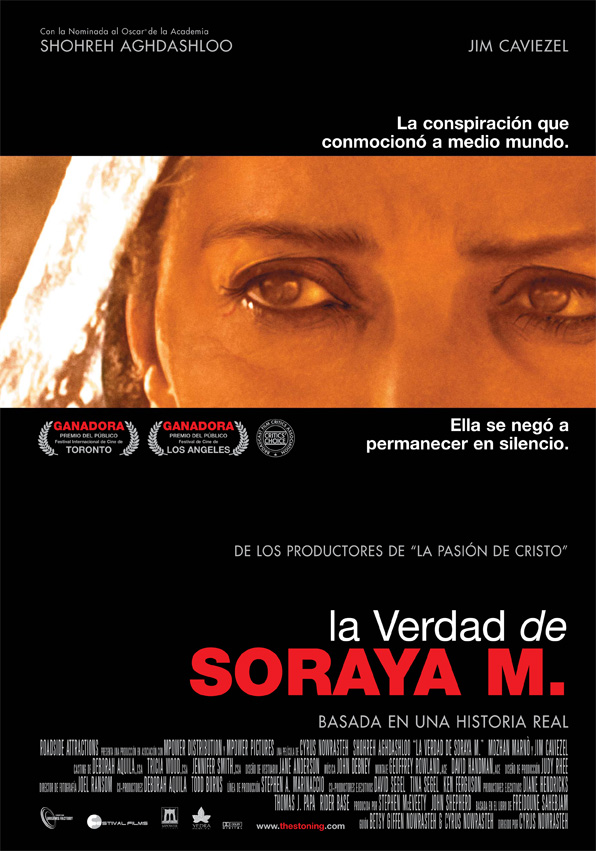 Con la Nominada al Oscar® de la Academia
SHOHREH AGHDASHLOO
JIM CAVIEZEL
La conspiración que
conmocionó a medio mundo.
GANADORA
PREMIO DEL PÚBLICO
Festival Internacional de Cine de
TORONTO
GANADORA
PREMIO DEL PÚBLICO
Festival de Cine de
LOS ANGELES
CRITICS'
CHOICE
Ella se negó a
permanecer en silencio.
DE LOS PRODUCTORES DE "LA PASIÓN DE CRISTO"
la Verdad de
SORAYA M.
BASADA EN UNA HISTORIA REAL
ROADSIDE ATTRACTIONS PRESENTA UNA PRODUCCIÓN DE ASOCIACIÓN CON MPOWER DISTRIBUTION Y MPOWER PICTURES UNA PELÍCULA DE CYRUS NOWRASTEH SHOHREH AGHDASHLOO "LA VERDAD DE SORAYA M." MOZHAN MARNÒ Y JIM CAVIEZEL
CASTING DE DEBORAH AQUILA, CSA TRICIA WOOD, CSA JENNIFER SMITH, CSA DISEÑO DE VESTUARIO JANE ANDERSON MÚSICA JOHN DEBNEY MONTAJE GEOFFREY ROWLAND, ACE DAVID HANDMAN, ACE DISEÑO DE PRODUCCIÓN JUDY RHEE
DIRECTOR DE FOTOGRAFÍA JOEL RANSOM CO-PRODUCTORES DEBORAH AQUILA TODD BURNS LÍNEA DE PRODUCCIÓN STEPHEN A. MARINACCIO CO-PRODUCTORES EJECUTIVOS DAVID SEGEL TINA SEGEL KEN FERGUSON PRODUCTORES EJECUTIVOS DIANE HENDRICKS
THOMAS J. PAPA RIDER BASE PRODUCIDA POR STEPHEN McEVEETY JOHN SHEPHERD BASADA EN EL LIBRO DE FREIDOUNE SAHEBJAM
FESTIVAL FILMS
DOLBY
www.thestoning.com
GUIÓN BETSY GIFFEN NOWRASTEH & CYRUS NOWRASTEH DIRIGIDO POR CYRUS NOWRASTEH